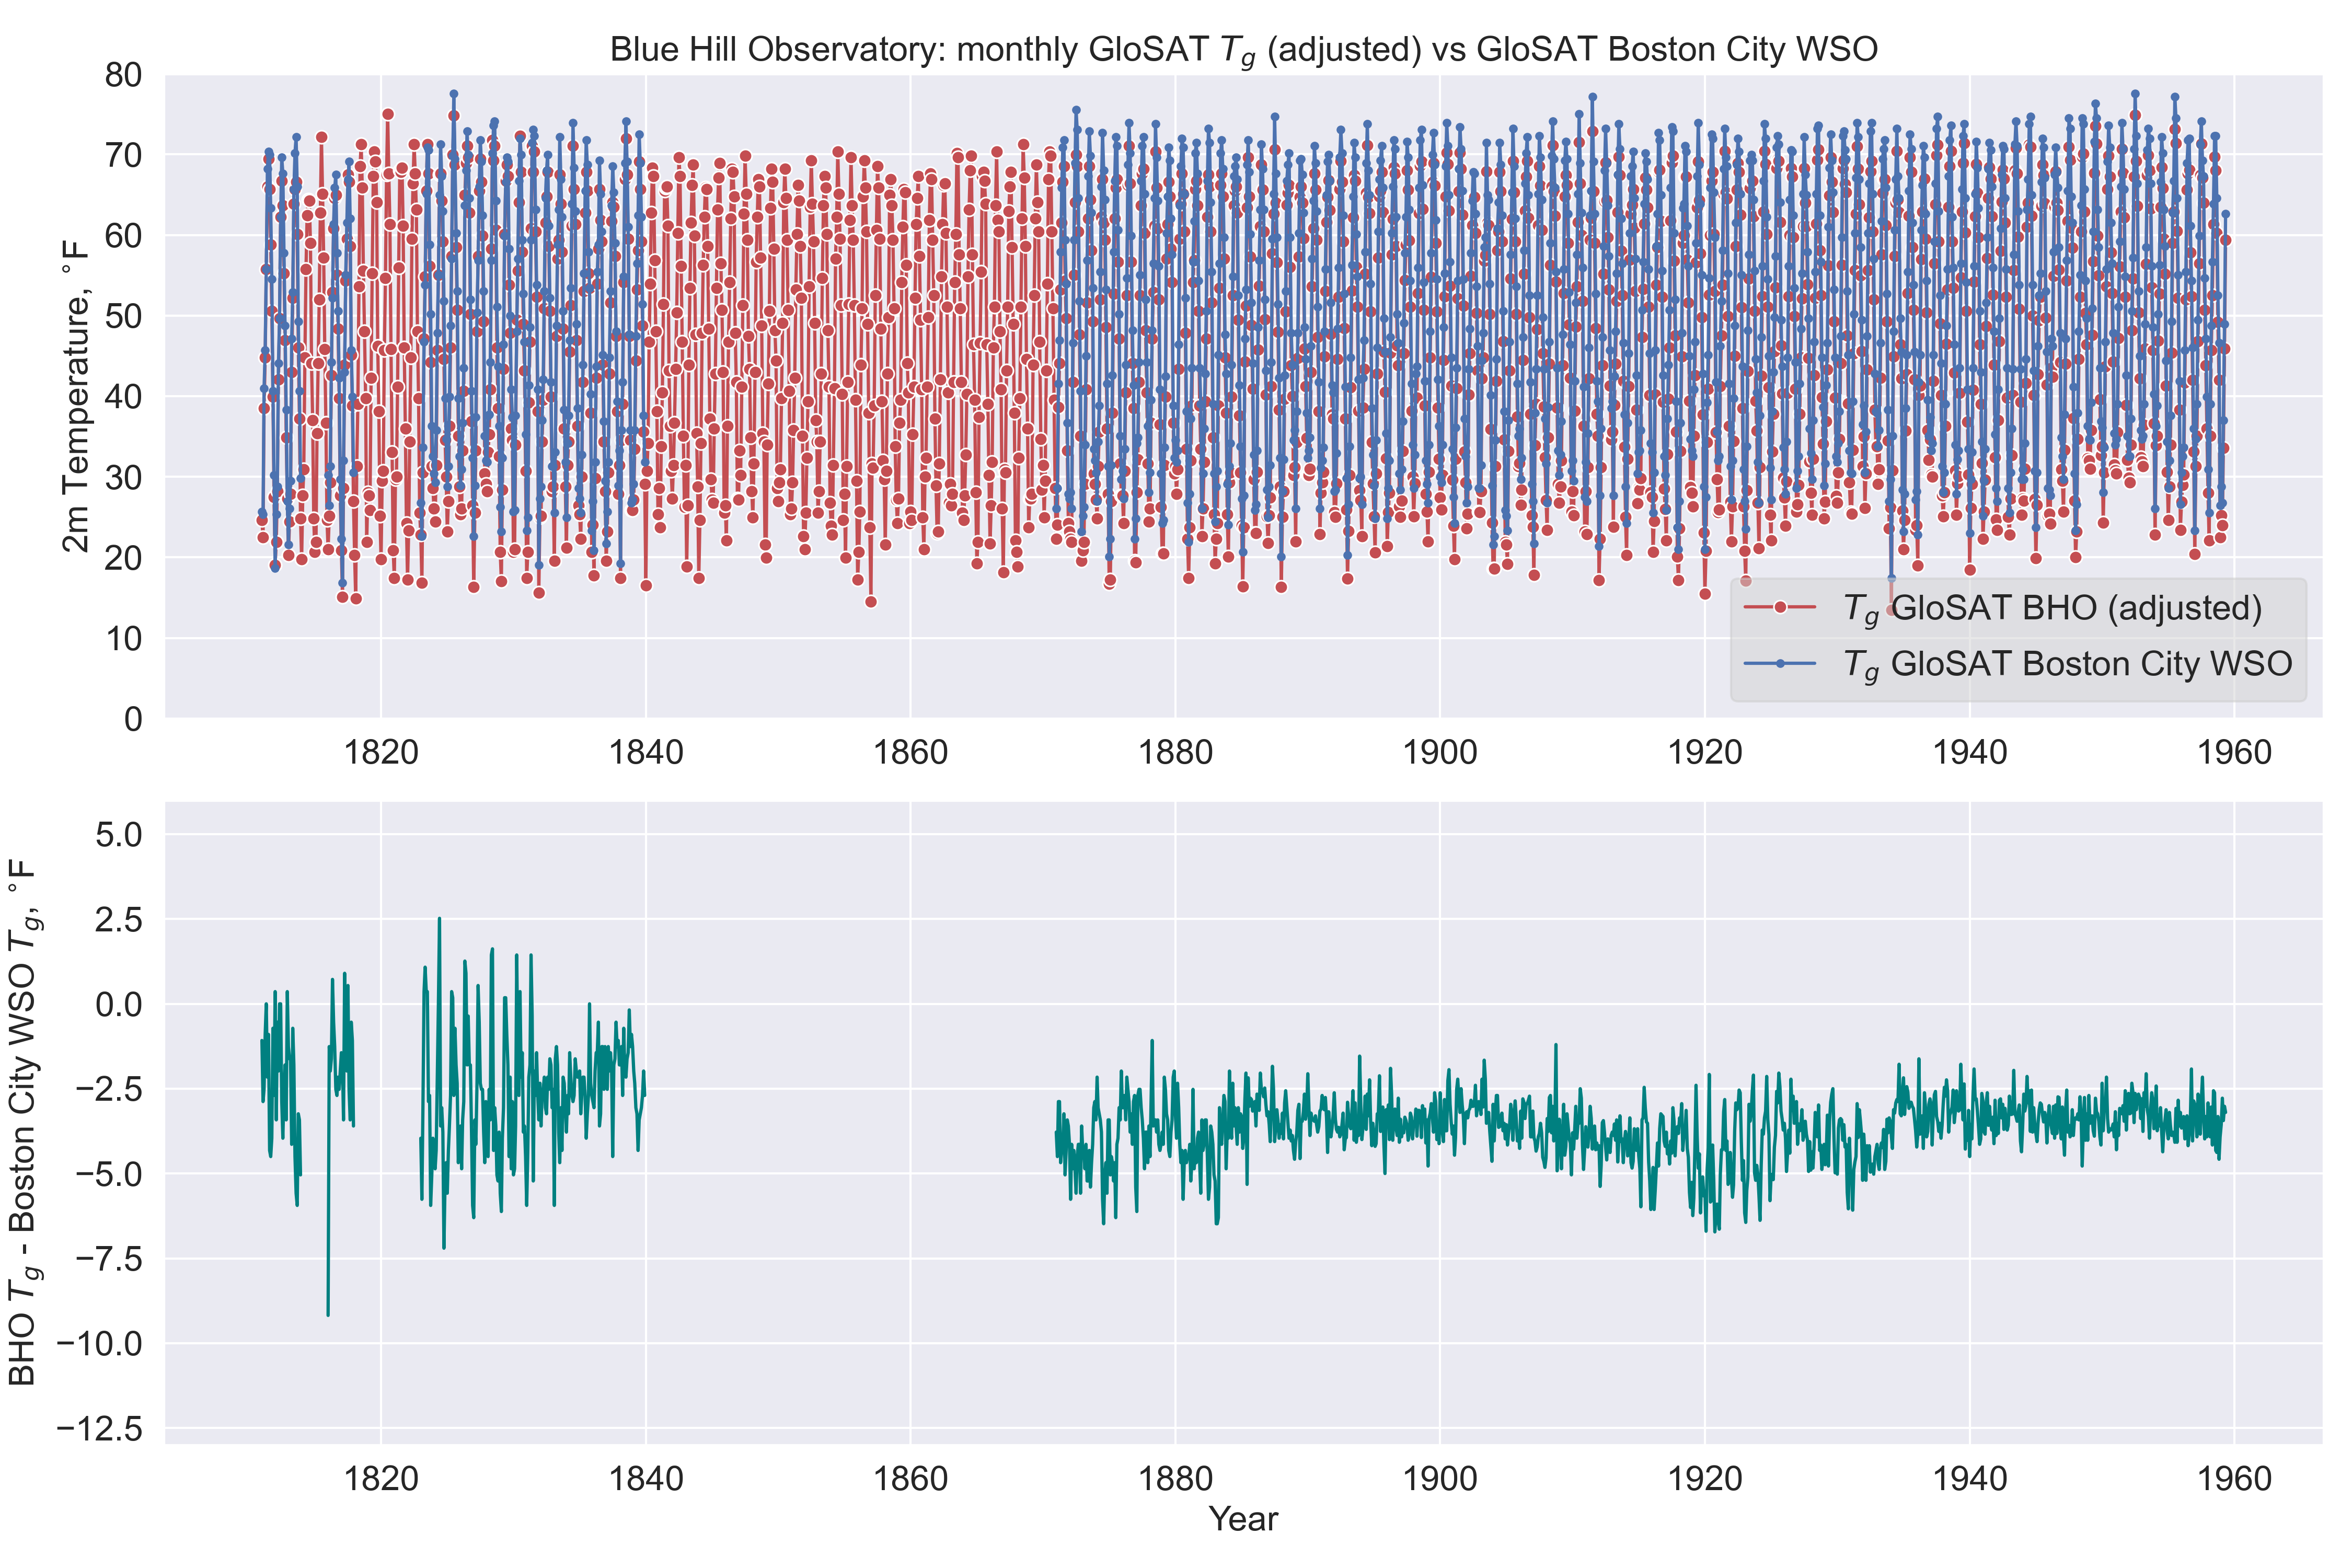 Blue Hill Observatory: monthly GloSAT Tg (adjusted) vs GloSAT Boston City WSO
2m Temperature, °F
80
70
60
50
40
30
20
10
0
Tg GloSAT BHO (adjusted)
Tg GloSAT Boston City WSO
1820 1840 1860 1880 1900 1920 1940 1960
BHO Tg - Boston City WSO Tg, °F
5.0
2.5
0.0
−2.5
−5.0
−7.5
−10.0
−12.5
1820 1840 1860 1880 1900 1920 1940 1960
Year